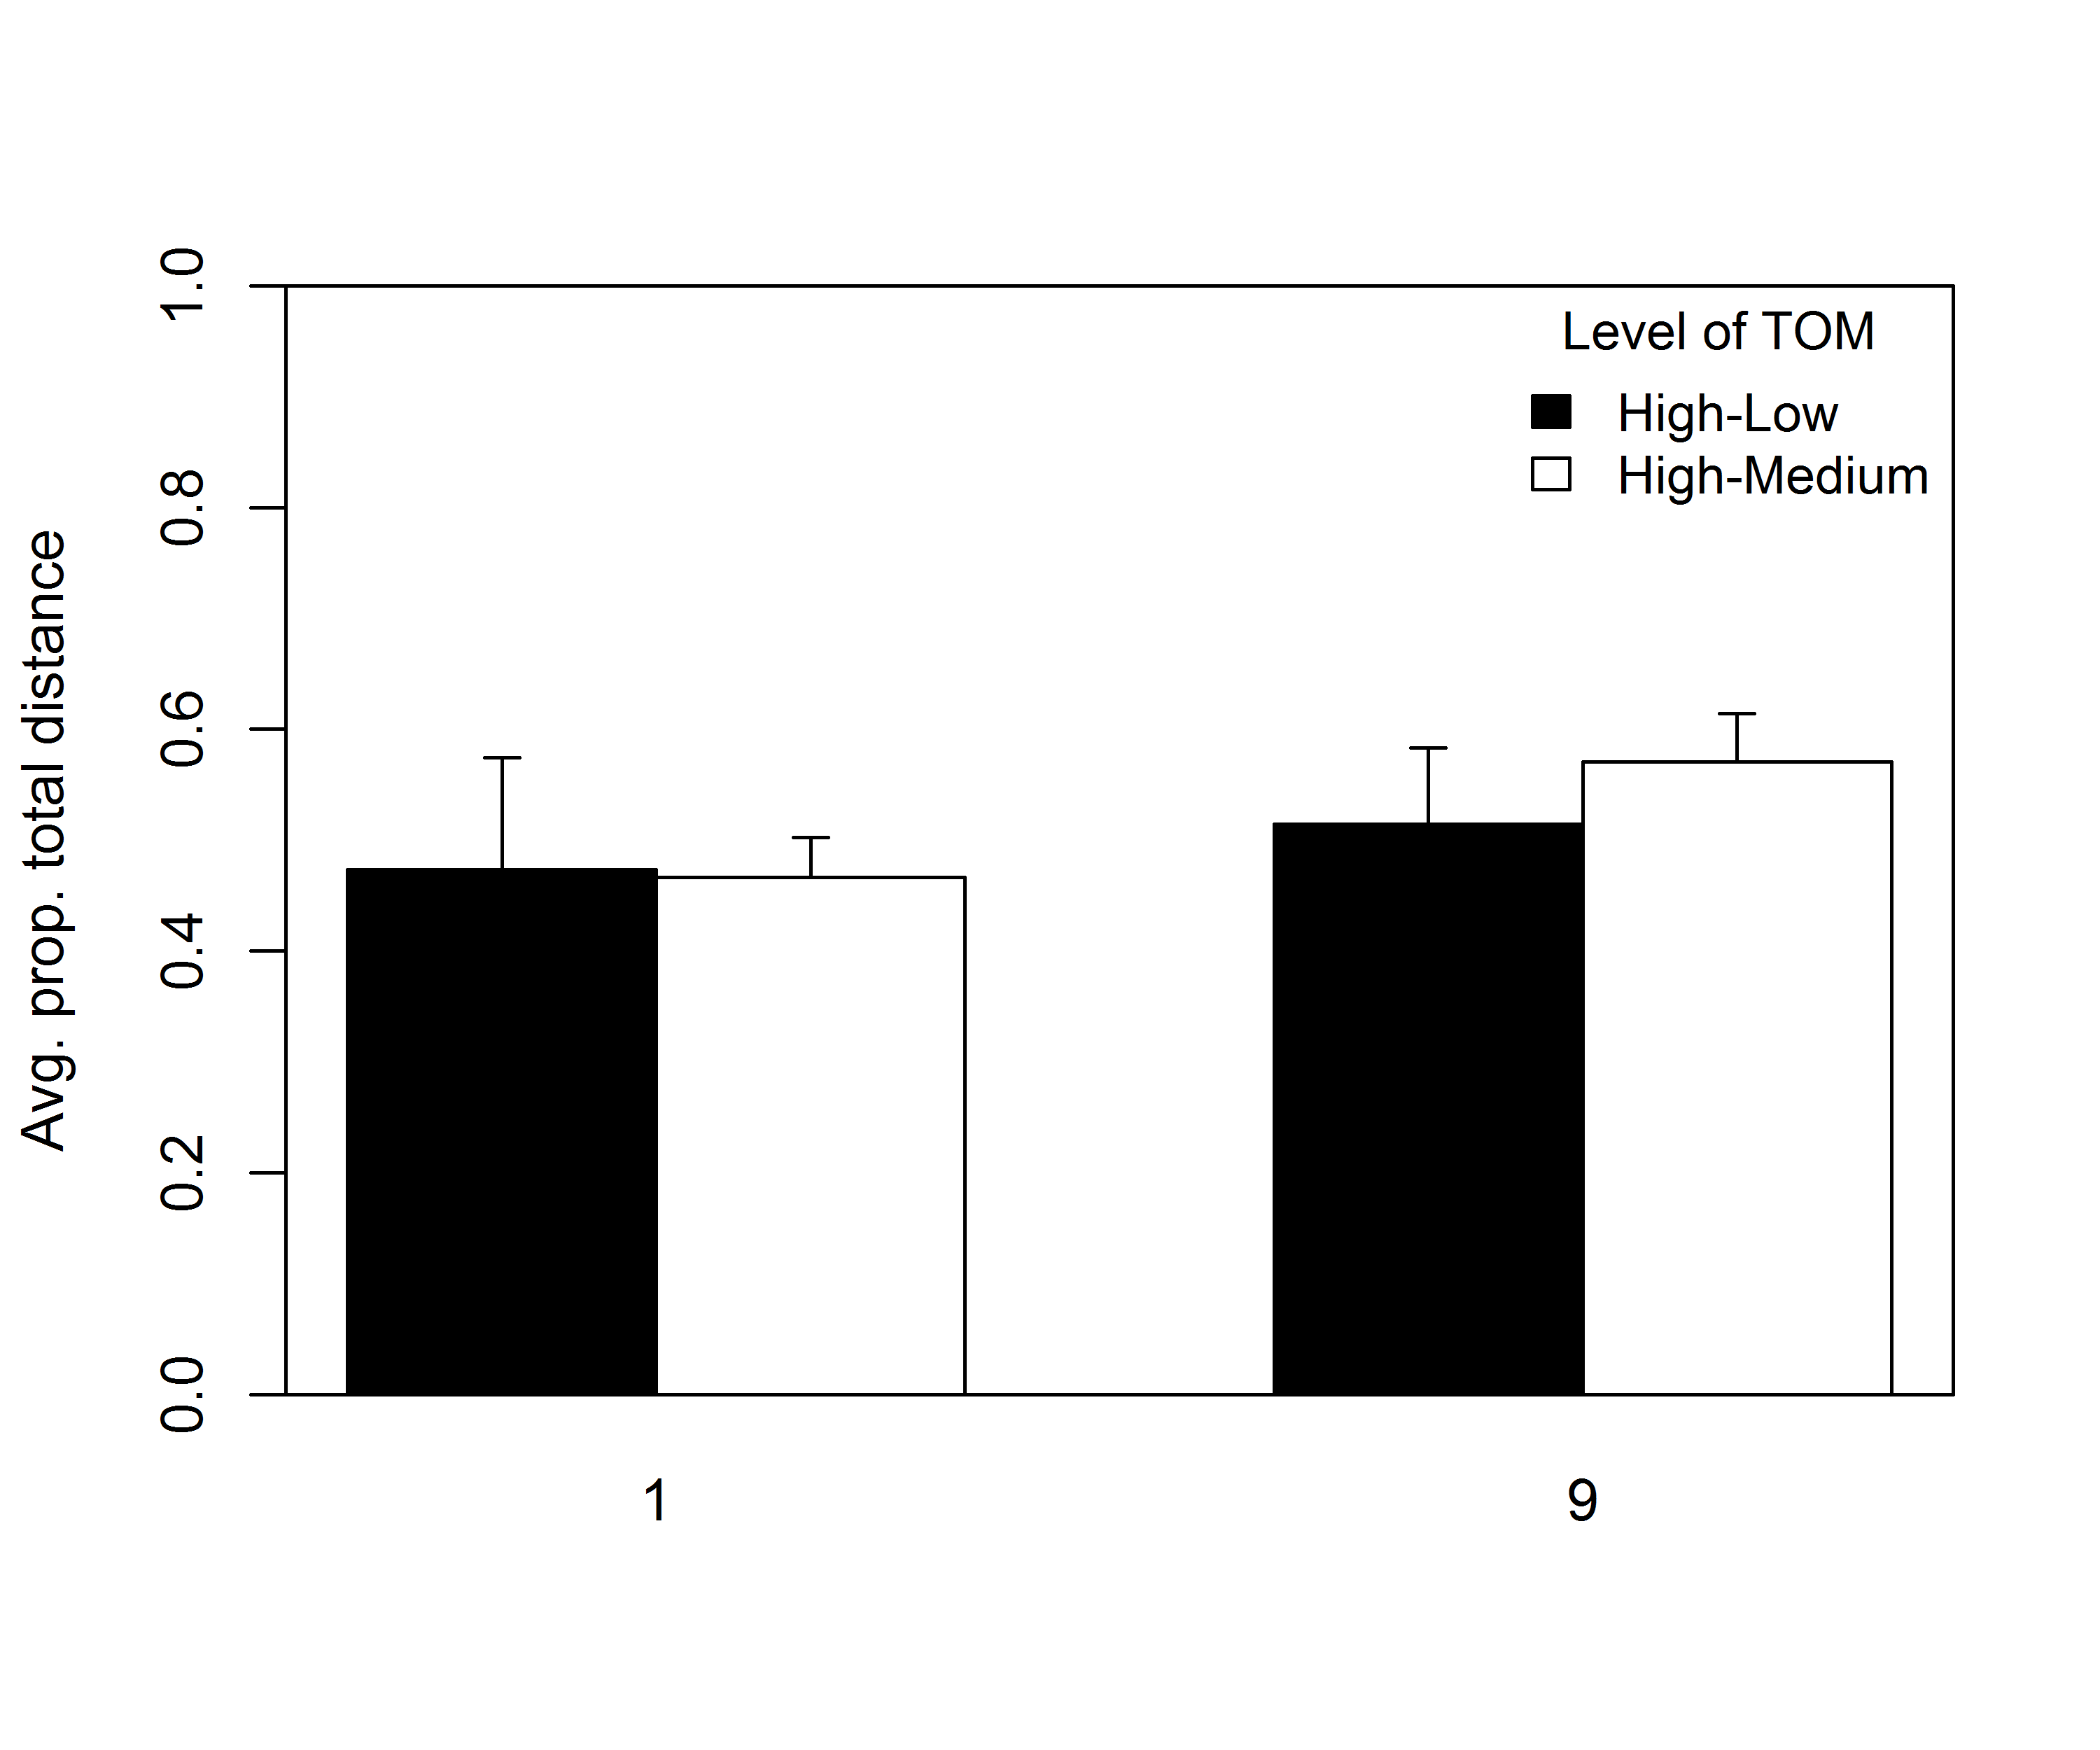 Avg. prop. total distance
1.0
0.8
0.6
0.4
0.2
0.0
Level of TOM
High-Low
High-Medium
1
9